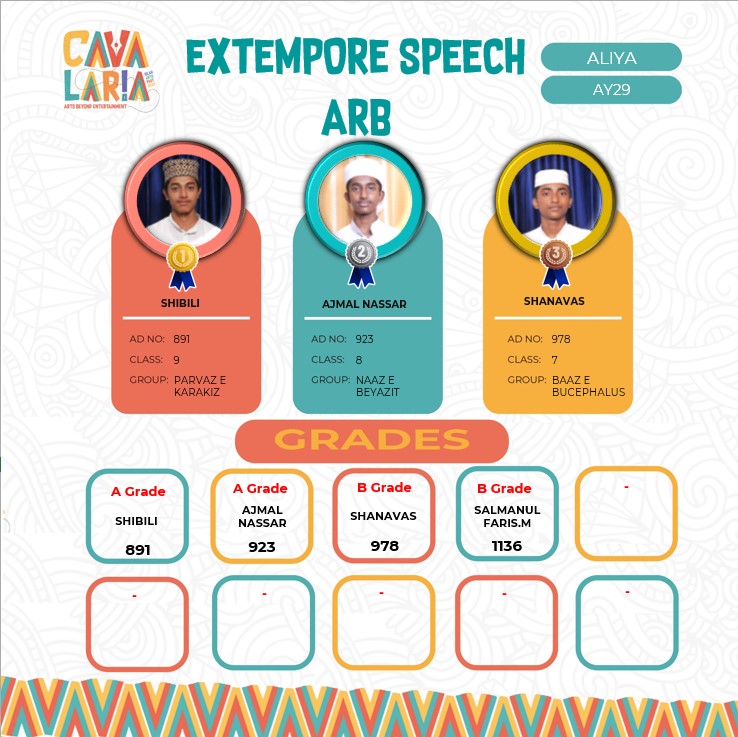 CAVA
LARIA
ARTS BEYOND ENTERTAINMENT
EXTEMPORE SPEECH
ARB
ALIYA
AY29
1
2
3
SHIBILI
AD NO: 891
CLASS: 9
GROUP: PARVAZ E
KARAKIZ
AJMAL NASSAR
AD NO: 923
CLASS: 8
GROUP: NAAZ E
BEYAZIT
SHANAVAS
AD NO: 978
CLASS: 7
GROUP: BAAZ E
BUCEPHALUS
GRADES
A Grade
SHIBILI
891
A Grade
AJMAL
NASSAR
923
B Grade
SHANAVAS
978
B Grade
SALMANUL
FARIS.M
1136
-
-
-
-
-
-